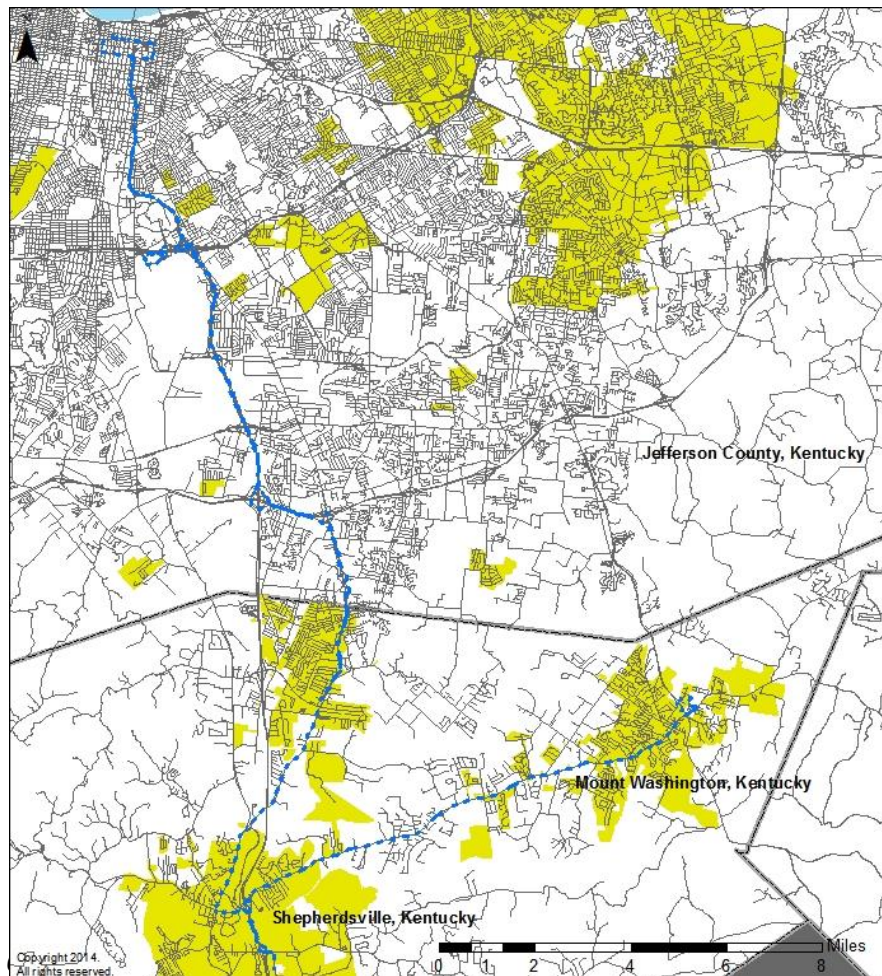 Jefferson County, Kentucky
Mount Washington, Kentucky
Shepherdsville, Kentucky
Miles
0 1 2 4 6 8
Copyright 2014.
All rights reserved.